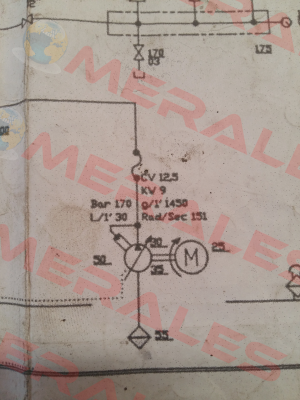 170
03
175
CV 12,5
KW 9
Bar 170 g/1' 1450
L/1' 30 Rad/Sec 151
30
25
M
50
35
55
MERALES
MERALES
MERALES